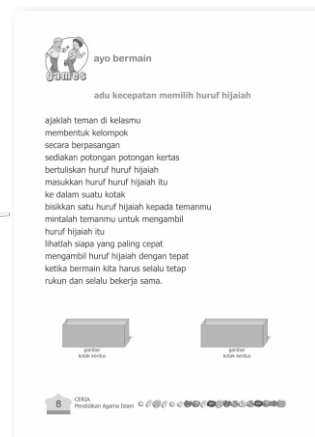 games
ayo bermain
adu kecepatan memilih huruf hijaiah
ajaklah teman di kelasmu
membentuk kelompok
secara berpasangan
sediakan potongan potongan kertas
bertuliskan huruf huruf hijaiah
masukkan huruf huruf hijaiah itu
ke dalam suatu kotak
bisikkan satu huruf hijaiah kepada temanmu
mintalah temanmu untuk mengambil
huruf hijaiah itu
lihatlah siapa yang paling cepat
mengambil huruf hijaiah dengan tepat
ketika bermain kita harus selalu tetap
rukun dan selalu bekerja sama.
gambar
kotak kerdus
gambar
kotak kerdus
8
CERIA
Pendidikan Agama Islam